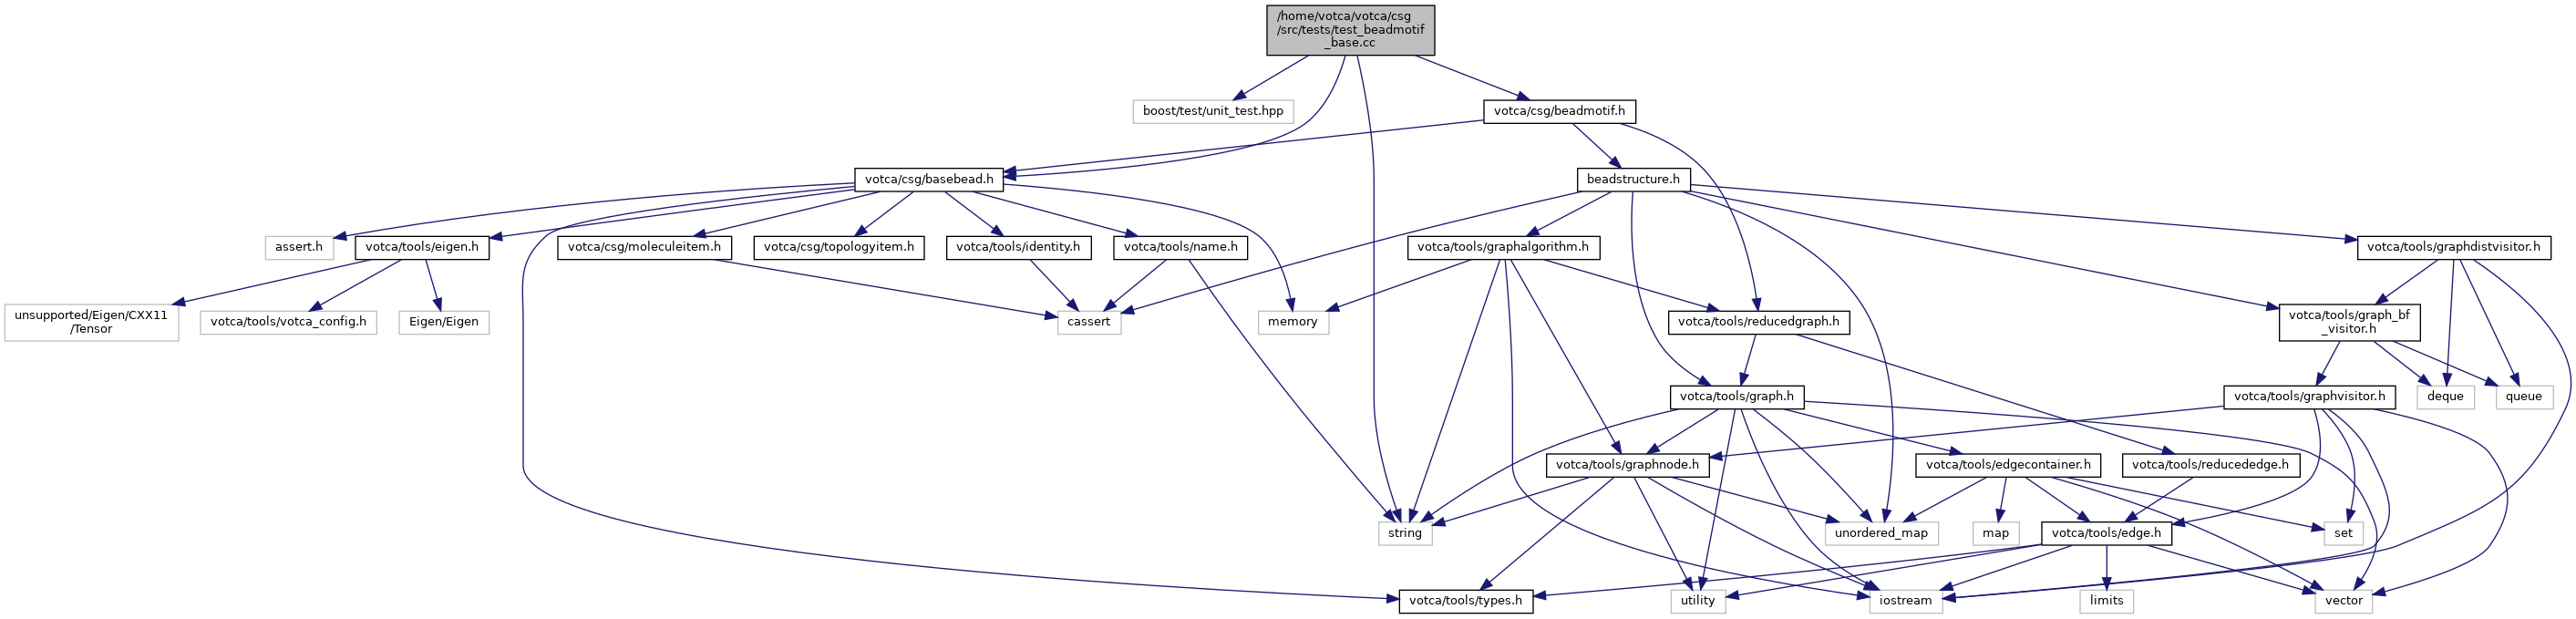 /home/votca/votca/csg
/src/tests/test_beadmotif
_base.cc
boost/test/unit_test.hpp
votca/csg/beadmotif.h
votca/csg/basebead.h
beadstructure.h
assert.h
votca/tools/eigen.h
votca/csg/moleculeitem.h
votca/csg/topologyitem.h
votca/tools/identity.h
votca/tools/name.h
votca/tools/graphalgorithm.h
votca/tools/graphdistvisitor.h
unsupported/Eigen/CXX11
/Tensor
votca/tools/votca_config.h
Eigen/Eigen
cassert
memory
votca/tools/reducedgraph.h
votca/tools/graph_bf
_visitor.h
votca/tools/graph.h
votca/tools/graphvisitor.h
deque
queue
votca/tools/graphnode.h
votca/tools/edgecontainer.h
votca/tools/reducededge.h
string
unordered_map
map
votca/tools/edge.h
set
votca/tools/types.h
utility
iostream
limits
vector